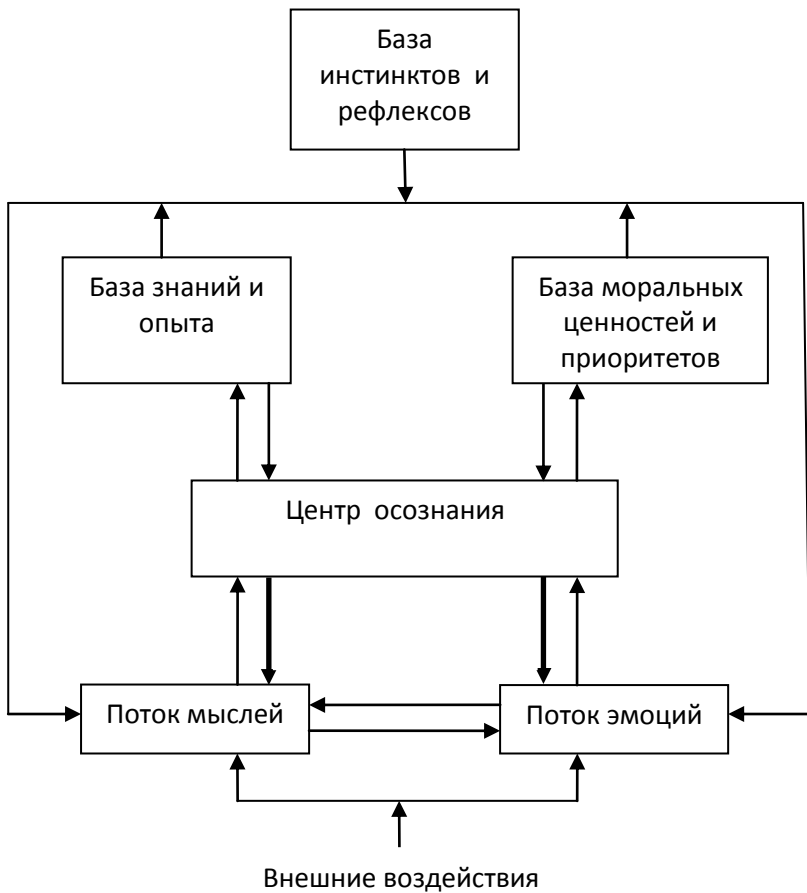 База
инстинктов и
рефлексов
База знаний и
опыта
База моральных
ценностей и
приоритетов
Центр осознания
Поток мыслей
Поток эмоций
Внешние воздействия